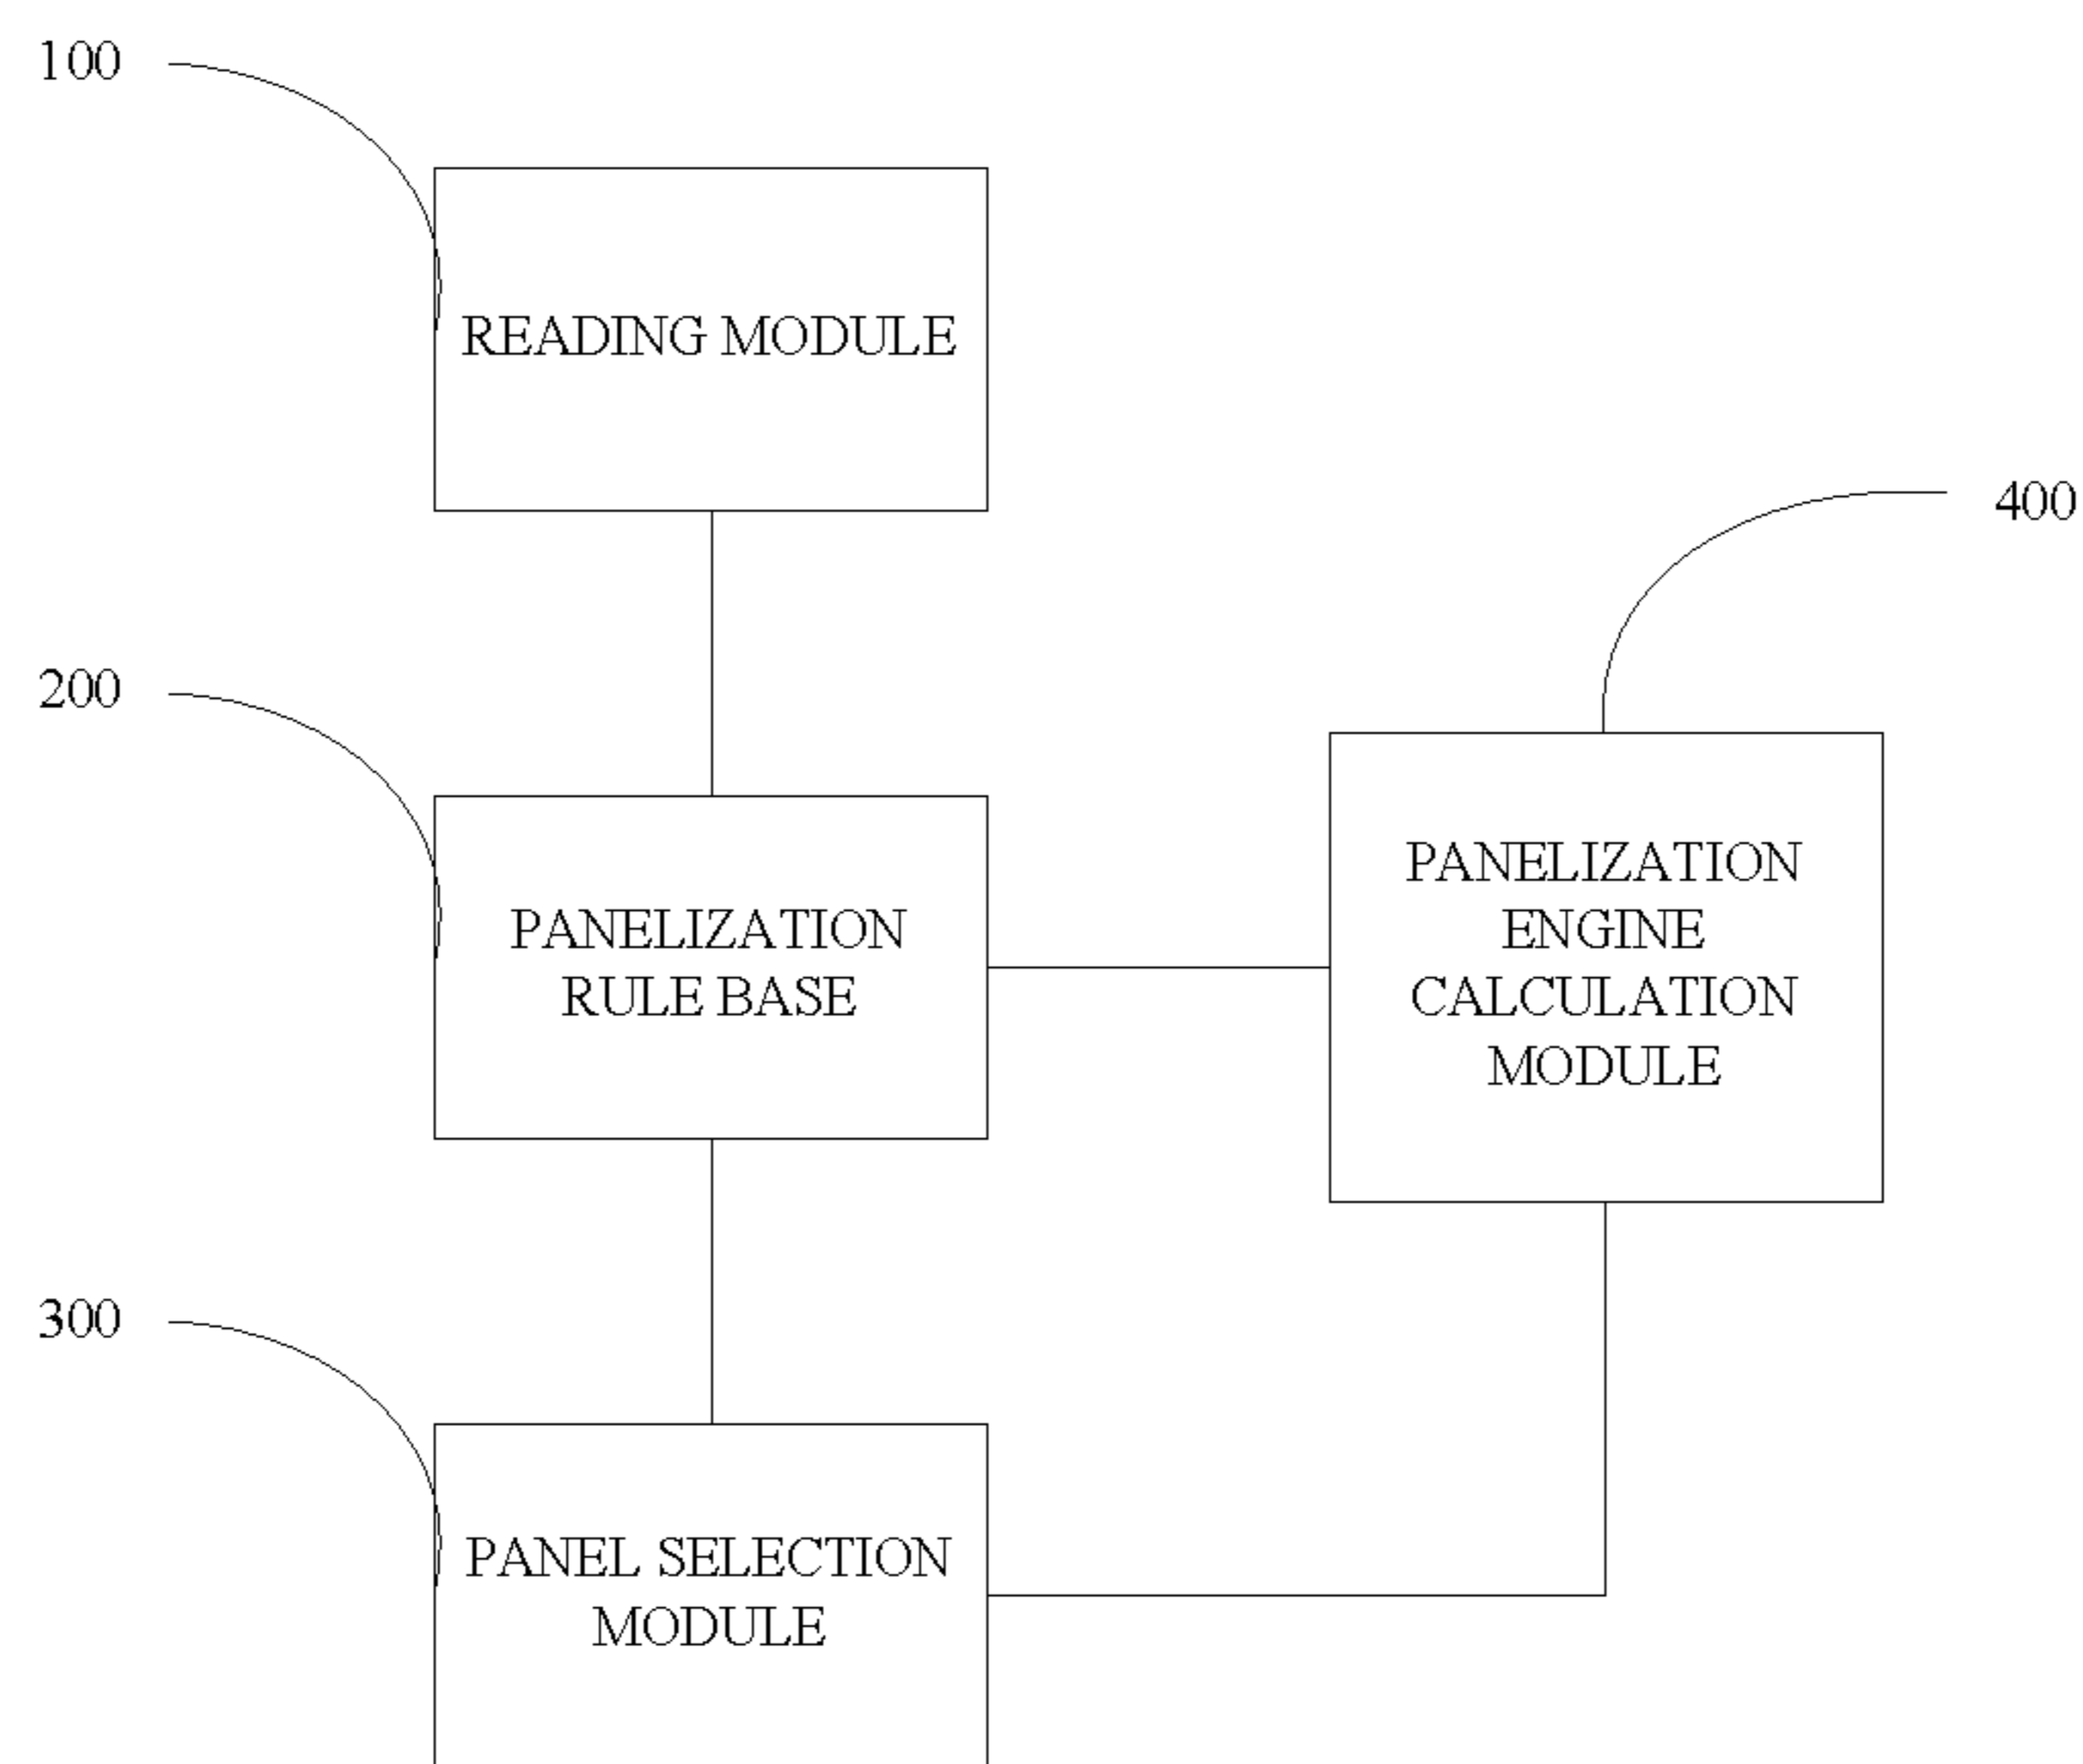 100
READING MODULE
400
200
PANELIZATION
RULE BASE
PANELIZATION
ENGINE
CALCULATION
MODULE
300
PANEL SELECTION
MODULE